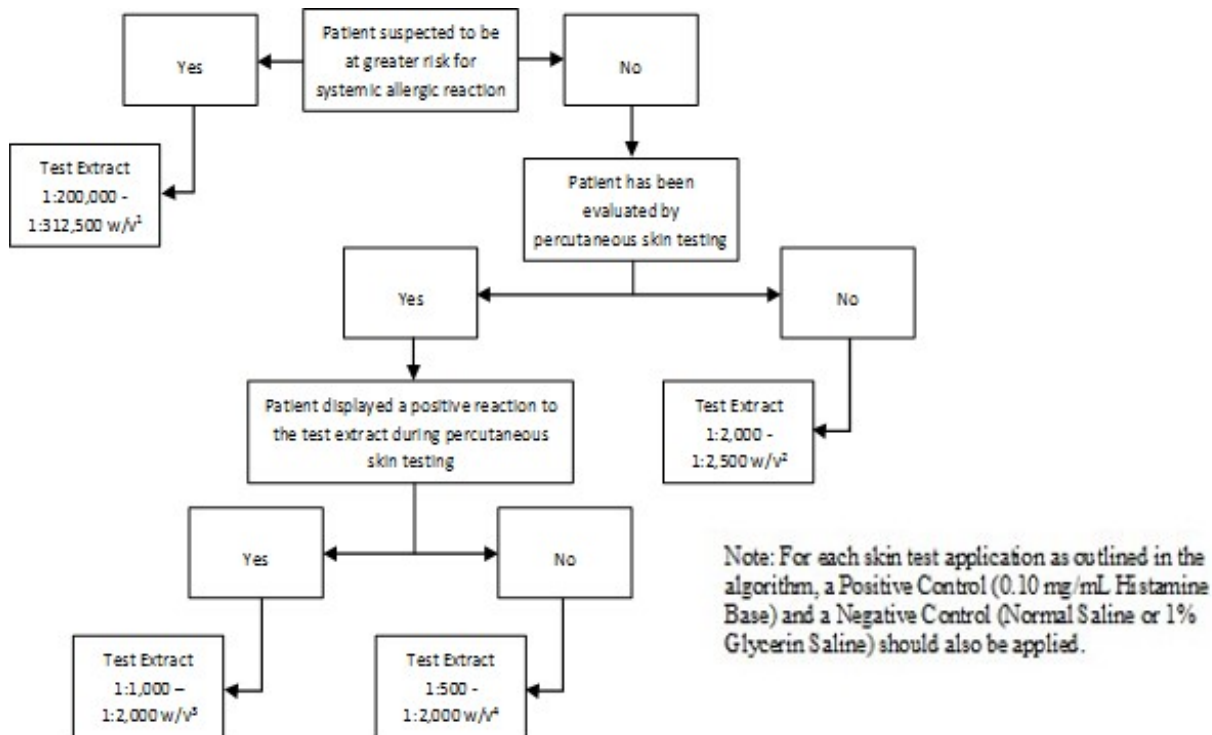 Patient suspected to be
at greater risk for
systemic allergic reaction
Yes
No
Test Extract
1:200,000 -
1:312,500 w/v¹
Patient has been
evaluated by
percutaneous skin testing
Yes
No
Patient displayed a positive reaction to
the test extract during percutaneous
skin testing
Test Extract
1:2,000 -
1:2,500 w/v²
Yes
No
Note: For each skin test application as outlined in the
algorithm, a Positive Control (0.10 mg/mL Histamine
Base) and a Negative Control (Normal Saline or 1%
Glycerin Saline) should also be applied.
Test Extract
1:1,000 –
1:2,000 w/v³
Test Extract
1:500 -
1:2,000 w/v⁴